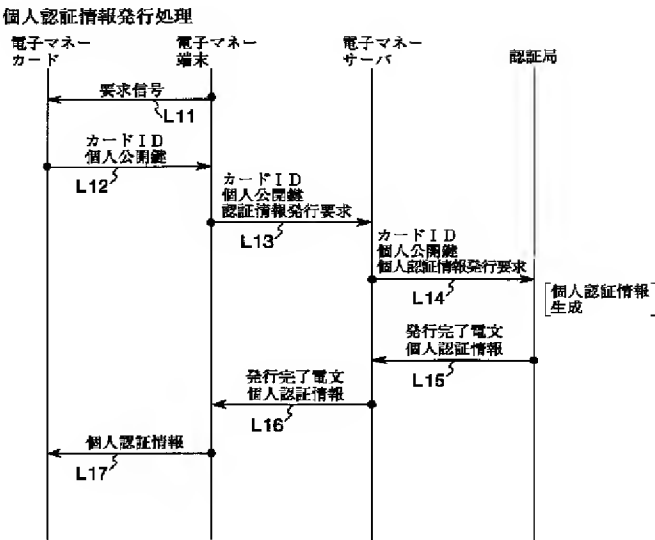 個人認証情報発行処理
電子マネー
カード
電子マネー
端末
電子マネー
サーバ
認証局
要求信号
L11
カードID
個人公開鍵
L12
カードID
個人公開鍵
認証情報発行要求
L13
カードID
個人公開鍵
個人認証情報発行要求
L14
個人認証情報
生成
発行完了電文
個人認証情報
L15
発行完了電文
個人認証情報
L16
個人認証情報
L17